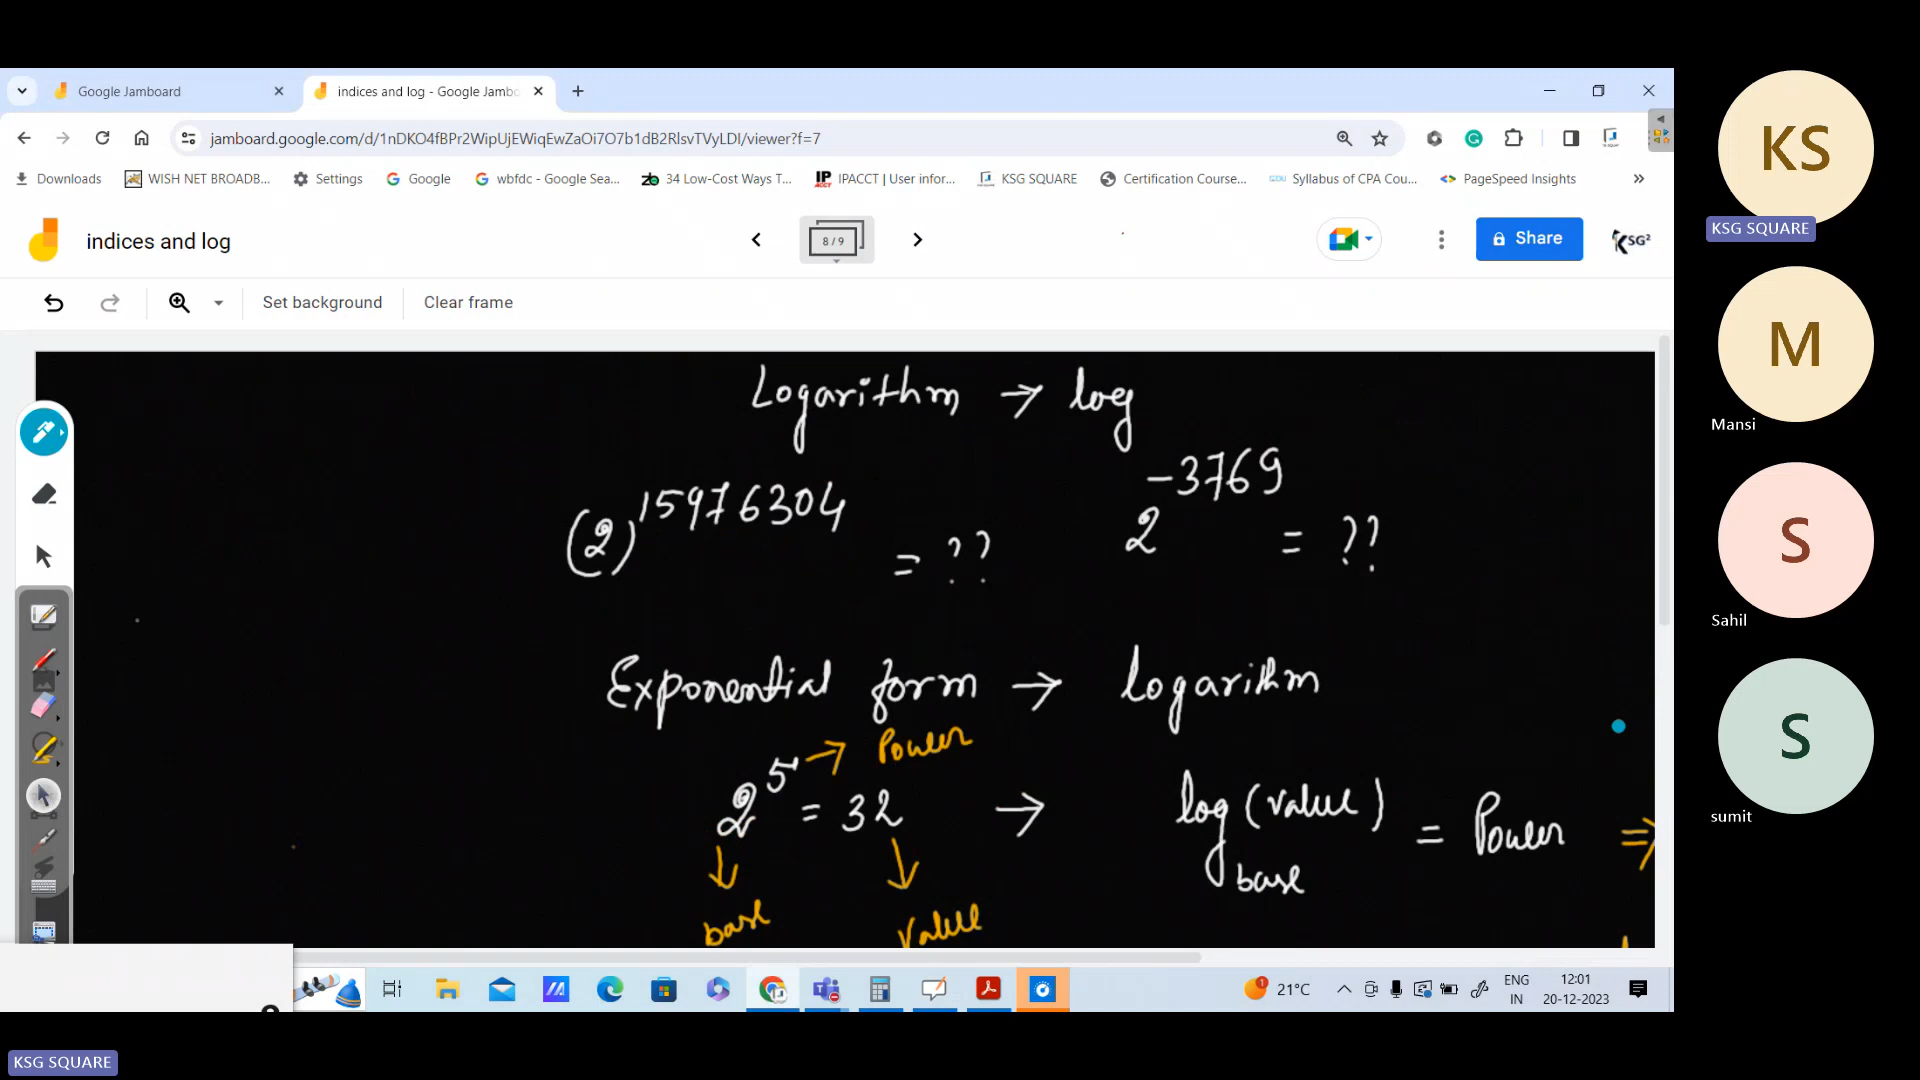 Google Jamboard
indices and log - Google Jambo
jamboard.google.com/d/1nDKO4fBPr2WipUjEWiqEwZaOi7O7b1dB2RlsvTVyLDI/viewer?f=7
Downloads WISH NET BROADB... Settings Google wbfdc - Google Sea... 34 Low-Cost Ways T... IPACCT | User infor... KSG SQUARE Certification Course... Syllabus of CPA Cou... PageSpeed Insights »
indices and log
8 / 9
Share
KSG²
Set background Clear frame
Logarithm → log
(2)^15976304 = ??
2^-3769 = ??
Exponential form → logarithm
2^5 → Power
2^5 = 32 → log_base (value) = Power ⇒
base value
21°C
ENG
IN
12:01
20-12-2023
KS
KSG SQUARE
M
Mansi
S
Sahil
S
sumit
KSG SQUARE